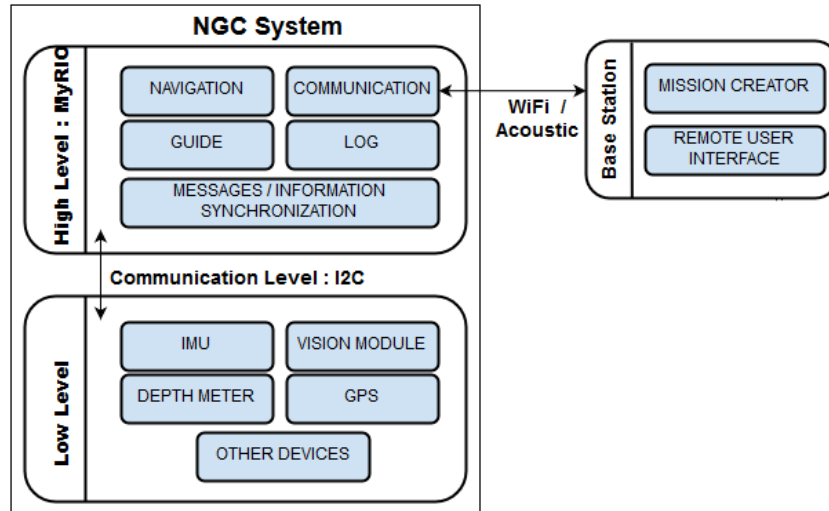 NGC System
High Level : MyRIO
NAVIGATION
COMMUNICATION
GUIDE
LOG
MESSAGES / INFORMATION
SYNCHRONIZATION
WiFi /
Acoustic
Base Station
MISSION CREATOR
REMOTE USER
INTERFACE
Communication Level : I2C
Low Level
IMU
VISION MODULE
DEPTH METER
GPS
OTHER DEVICES